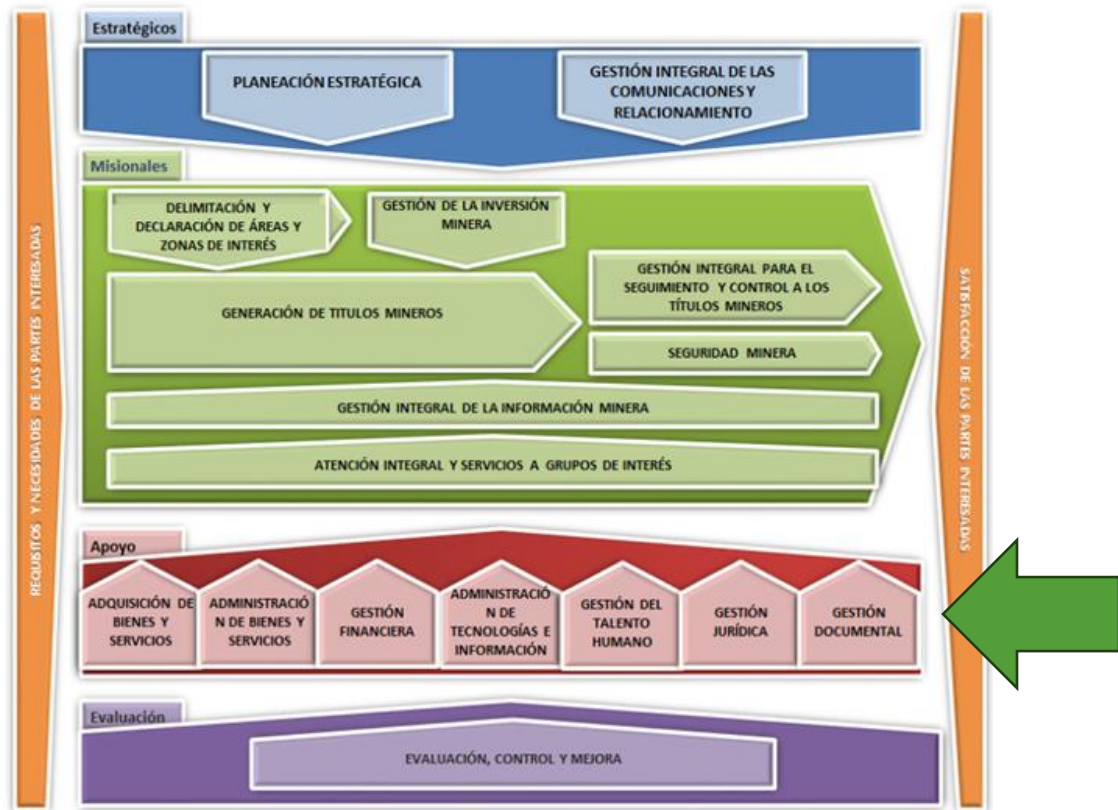 Estratégicos
PLANEACIÓN ESTRATÉGICA
GESTIÓN INTEGRAL DE LAS
COMUNICACIONES Y
RELACIONAMIENTO
Misionales
DELIMITACIÓN Y
DECLARACIÓN DE ÁREAS Y
ZONAS DE INTERÉS
GESTIÓN DE LA INVERSIÓN
MINERA
GENERACIÓN DE TITULOS MINEROS
GESTIÓN INTEGRAL PARA EL
SEGUIMIENTO Y CONTROL A LOS
TÍTULOS MINEROS
SEGURIDAD MINERA
GESTIÓN INTEGRAL DE LA INFORMACIÓN MINERA
ATENCIÓN INTEGRAL Y SERVICIOS A GRUPOS DE INTERÉS
Apoyo
ADQUISICIÓN DE
BIENES Y
SERVICIOS
ADMINISTRACIÓ
N DE BIENES Y
SERVICIOS
GESTIÓN
FINANCIERA
ADMINISTRACIÓ
N DE
TECNOLOGÍAS E
INFORMACIÓN
GESTIÓN DEL
TALENTO
HUMANO
GESTIÓN
JURÍDICA
GESTIÓN
DOCUMENTAL
Evaluación
EVALUACIÓN, CONTROL Y MEJORA
REQUISITOS Y NECESIDADES DE LAS PARTES INTERESADAS
SATISFACCIÓN DE LAS PARTES INTERESADAS